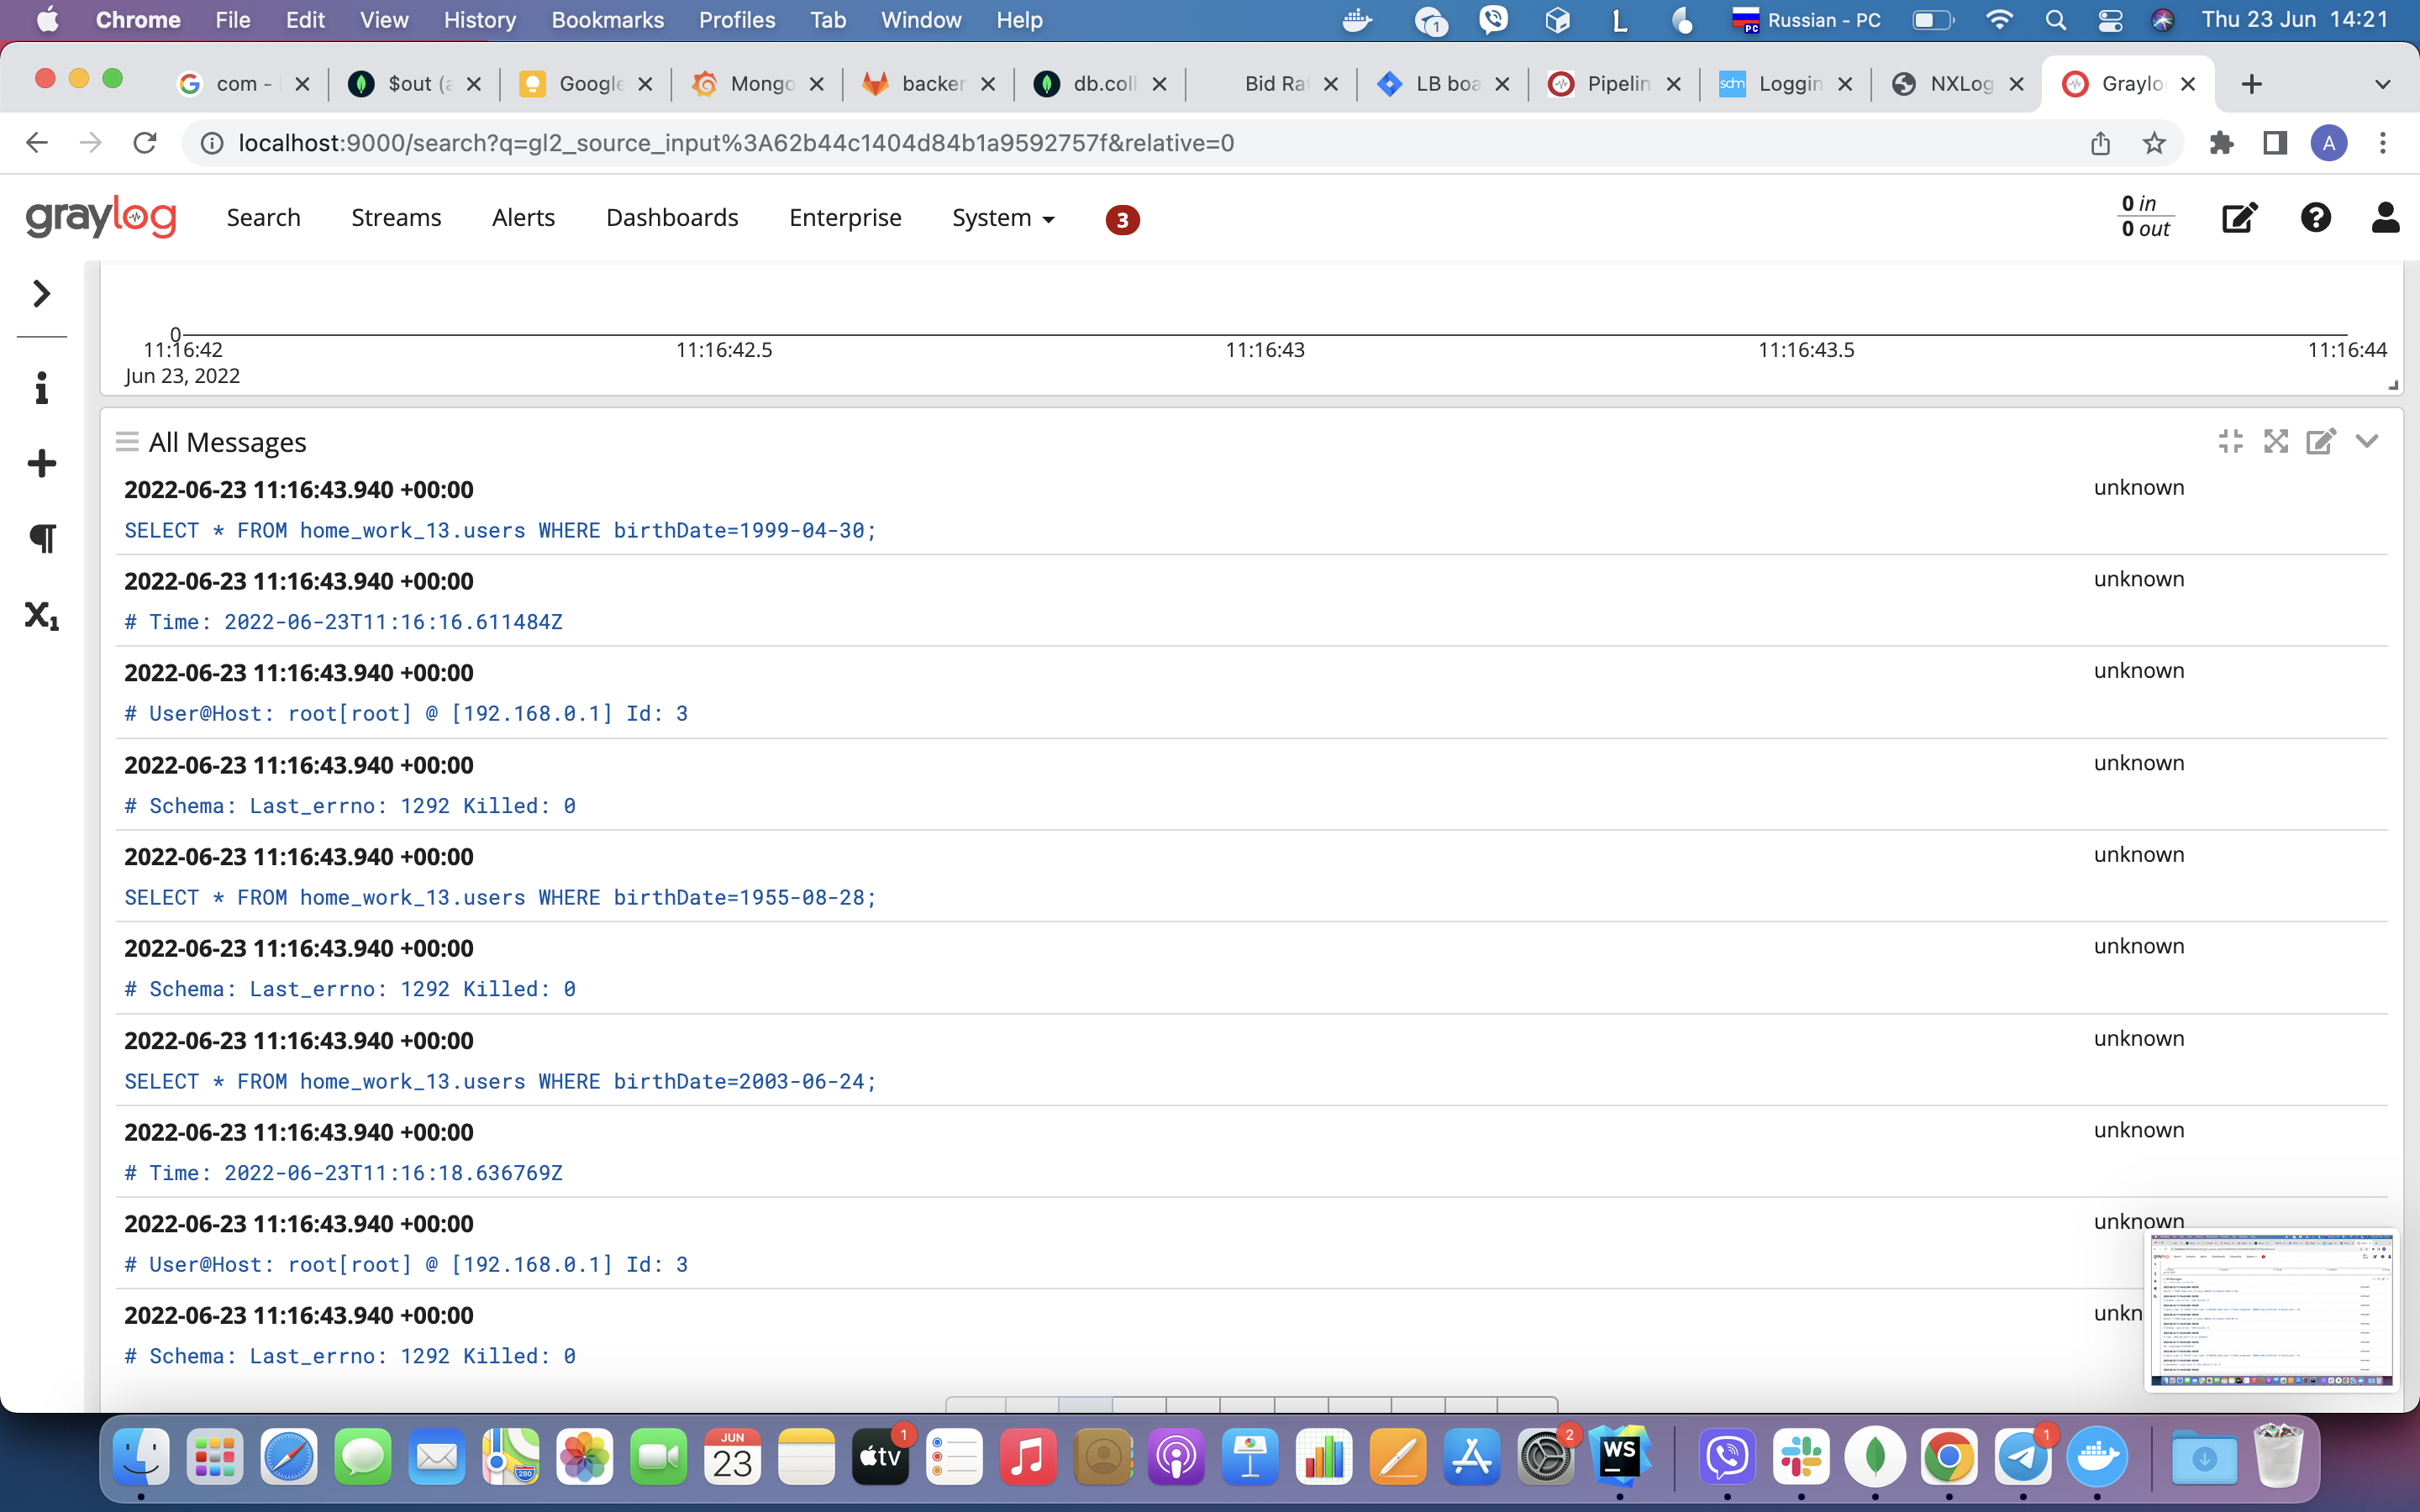 Chrome File Edit View History Bookmarks Profiles Tab Window Help 1 L PC Russian - PC Thu 23 Jun 14:21
com - $out (a Google Mongo backer db.coll Bid Rat LB boa Pipelin sdm Loggin NXLog Graylo
localhost:9000/search?q=gl2_source_input%3A62b44c1404d84b1a9592757f&relative=0 A
graylog Search Streams Alerts Dashboards Enterprise System 3 0 in
0 out
0
11:16:42 11:16:42.5 11:16:43 11:16:43.5 11:16:44
Jun 23, 2022
All Messages
2022-06-23 11:16:43.940 +00:00 unknown
SELECT * FROM home_work_13.users WHERE birthDate=1999-04-30;
2022-06-23 11:16:43.940 +00:00 unknown
# Time: 2022-06-23T11:16:16.611484Z
2022-06-23 11:16:43.940 +00:00 unknown
# User@Host: root[root] @ [192.168.0.1] Id: 3
2022-06-23 11:16:43.940 +00:00 unknown
# Schema: Last_errno: 1292 Killed: 0
2022-06-23 11:16:43.940 +00:00 unknown
SELECT * FROM home_work_13.users WHERE birthDate=1955-08-28;
2022-06-23 11:16:43.940 +00:00 unknown
# Schema: Last_errno: 1292 Killed: 0
2022-06-23 11:16:43.940 +00:00 unknown
SELECT * FROM home_work_13.users WHERE birthDate=2003-06-24;
2022-06-23 11:16:43.940 +00:00 unknown
# Time: 2022-06-23T11:16:18.636769Z
2022-06-23 11:16:43.940 +00:00 unknown
# User@Host: root[root] @ [192.168.0.1] Id: 3
2022-06-23 11:16:43.940 +00:00 unkn
# Schema: Last_errno: 1292 Killed: 0
280 JUN 23 tv 1 2 WS 1